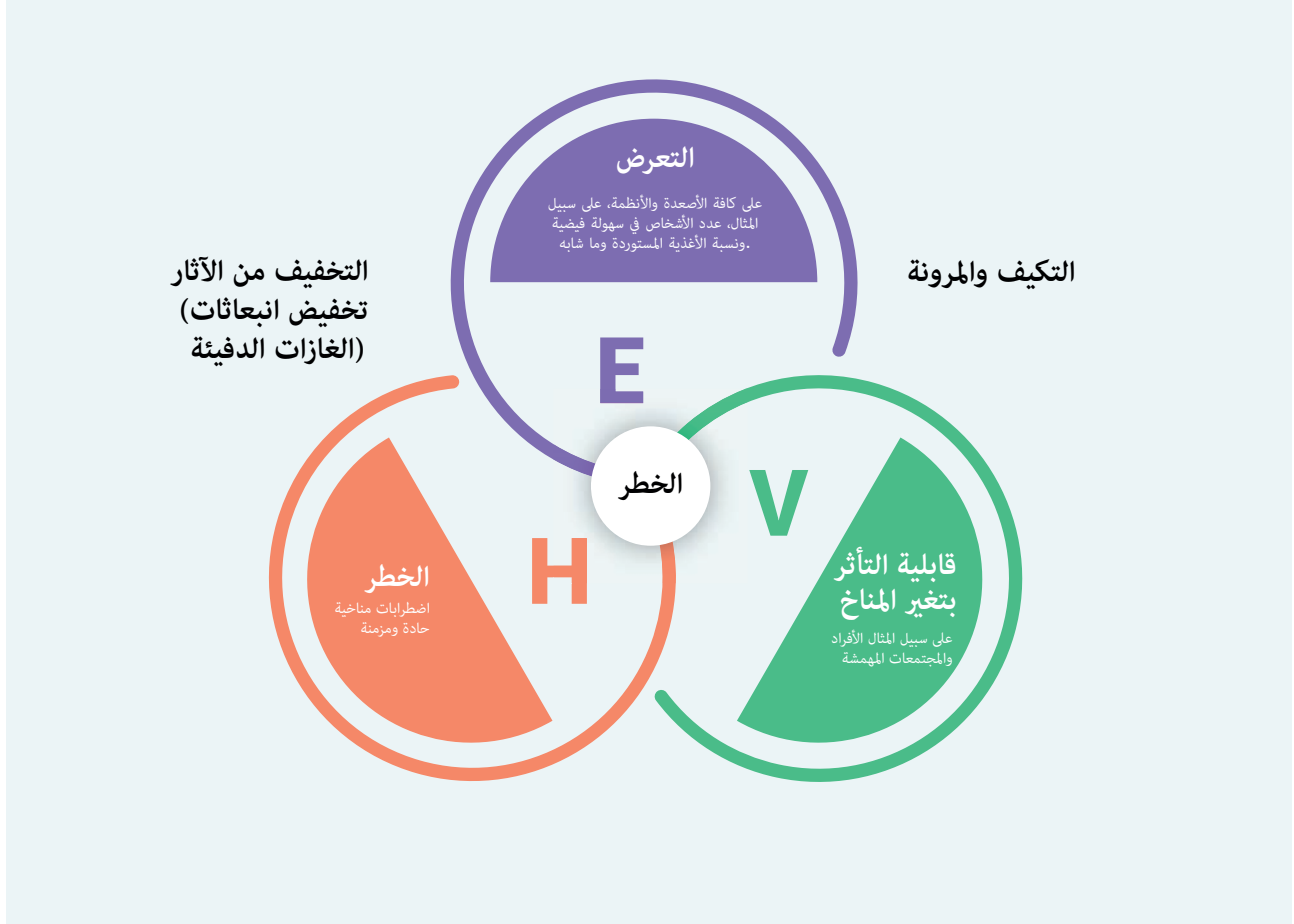 التعرض
على كافة الأصعدة والأنظمة، على سبيل
المثال، عدد الأشخاص في سهولة فيضية
ونسبة الأغذية المستوردة وما شابه.
التكيف والمرونة
التخفيف من الآثار
(تخفيض انبعاثات
الغازات الدفيئة)
E
الخطر
V
H
قابلية التأثر
بتغير المناخ
على سبيل المثال الأفراد
والمجتمعات المهمشة
الخطر
اضطرابات مناخية
حادة ومزمنة